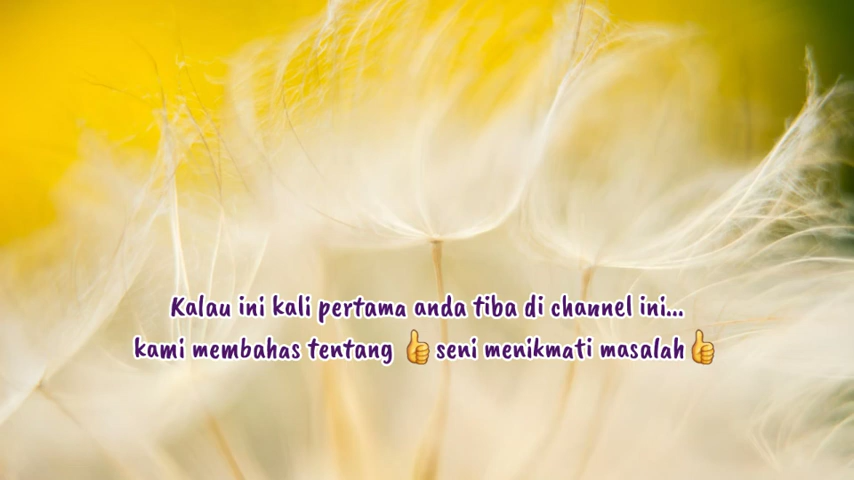 Kalau ini kali pertama anda tiba di channel ini...
kami membahas tentang 👍seni menikmati masalah👍